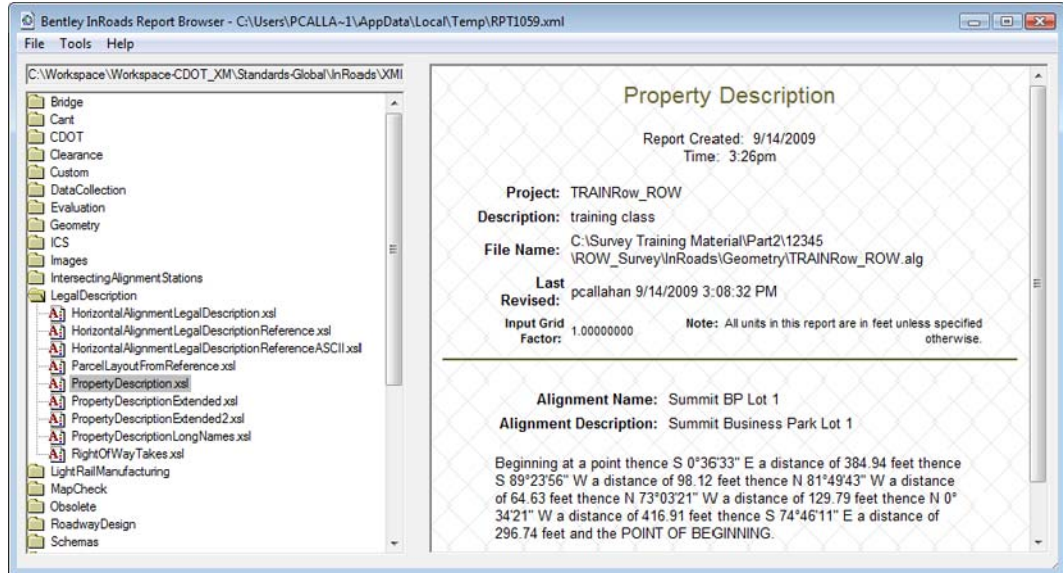 Bentley InRoads Report Browser - C:\Users\PCALLA~1\AppData\Local\Temp\RPT1059.xml
File Tools Help
C:\Workspace\Workspace-CDOT_XM\Standards-Global\InRoads\XMI
Bridge
Cant
CDOT
Clearance
Custom
DataCollection
Evaluation
Geometry
ICS
Images
IntersectingAlignmentStations
LegalDescription
HorizontalAlignmentLegalDescription.xsl
HorizontalAlignmentLegalDescriptionReference.xsl
HorizontalAlignmentLegalDescriptionReferenceASCII.xsl
ParcelLayoutFromReference.xsl
PropertyDescription.xsl
PropertyDescriptionExtended.xsl
PropertyDescriptionExtended2.xsl
PropertyDescriptionLongNames.xsl
RightOfWayTakes.xsl
LightRailManufacturing
MapCheck
Obsolete
RoadwayDesign
Schemas
Property Description
Report Created: 9/14/2009
Time: 3:26pm
Project: TRAINRow_ROW
Description: training class
File Name: C:\Survey Training Material\Part2\12345
\ROW_Survey\InRoads\Geometry\TRAINRow_ROW.alg
Last Revised: pcallahan 9/14/2009 3:08:32 PM
Input Grid Factor: 1.00000000 Note: All units in this report are in feet unless specified
otherwise.
Alignment Name: Summit BP Lot 1
Alignment Description: Summit Business Park Lot 1
Beginning at a point thence S 0°36'33" E a distance of 384.94 feet thence
S 89°23'56" W a distance of 98.12 feet thence N 81°49'43" W a distance
of 64.63 feet thence N 73°03'21" W a distance of 129.79 feet thence N 0°
34'21" W a distance of 416.91 feet thence S 74°46'11" E a distance of
296.74 feet and the POINT OF BEGINNING.